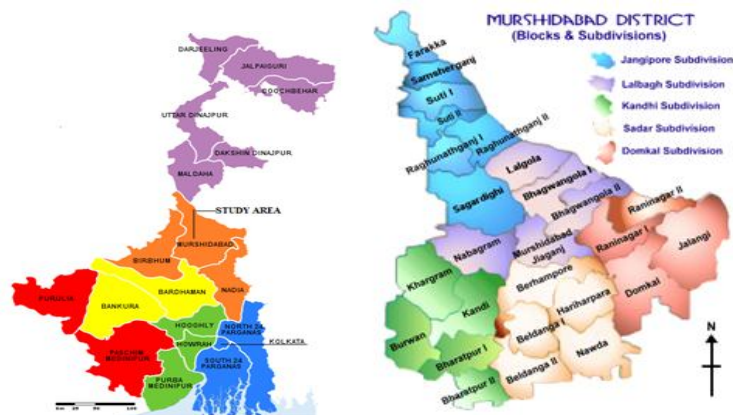 DARJEELING
JALPAIGURI
COOCHBEHAR
UTTAR DINAJPUR
DAKSHIN DINAJPUR
MALDAHA
STUDY AREA
MURSHIDABAD
BIRBHUM
PURULIA
BANKURA
BARDHAMAN
NADIA
HOOGHLY
NORTH 24
PARGANAS
HOWRAH
KOLKATA
PASCHIM
MEDINIPUR
SOUTH 24
PARGANAS
PURBA
MEDINIPUR
MURSHIDABAD DISTRICT
(Blocks & Subdivisions)
Jangipore Subdivision
Lalbagh Subdivision
Kandhi Subdivision
Sadar Subdivision
Domkal Subdivision
Farakka
Samsherganj
Suti I
Suti II
Raghunathganj II
Raghunathganj I
Lalgola
Bhagwangola I
Sagardighi
Bhagwangola II
Raninagar II
Nabagram
Murshidabad
Jiaganj
Raninagar I
Jalangi
Khargram
Berhampore
Domkal
Kandi
Hariharpara
Burwan
Beldanga I
Bharatpur I
Nawda
Beldanga II
Bharatpur II
N